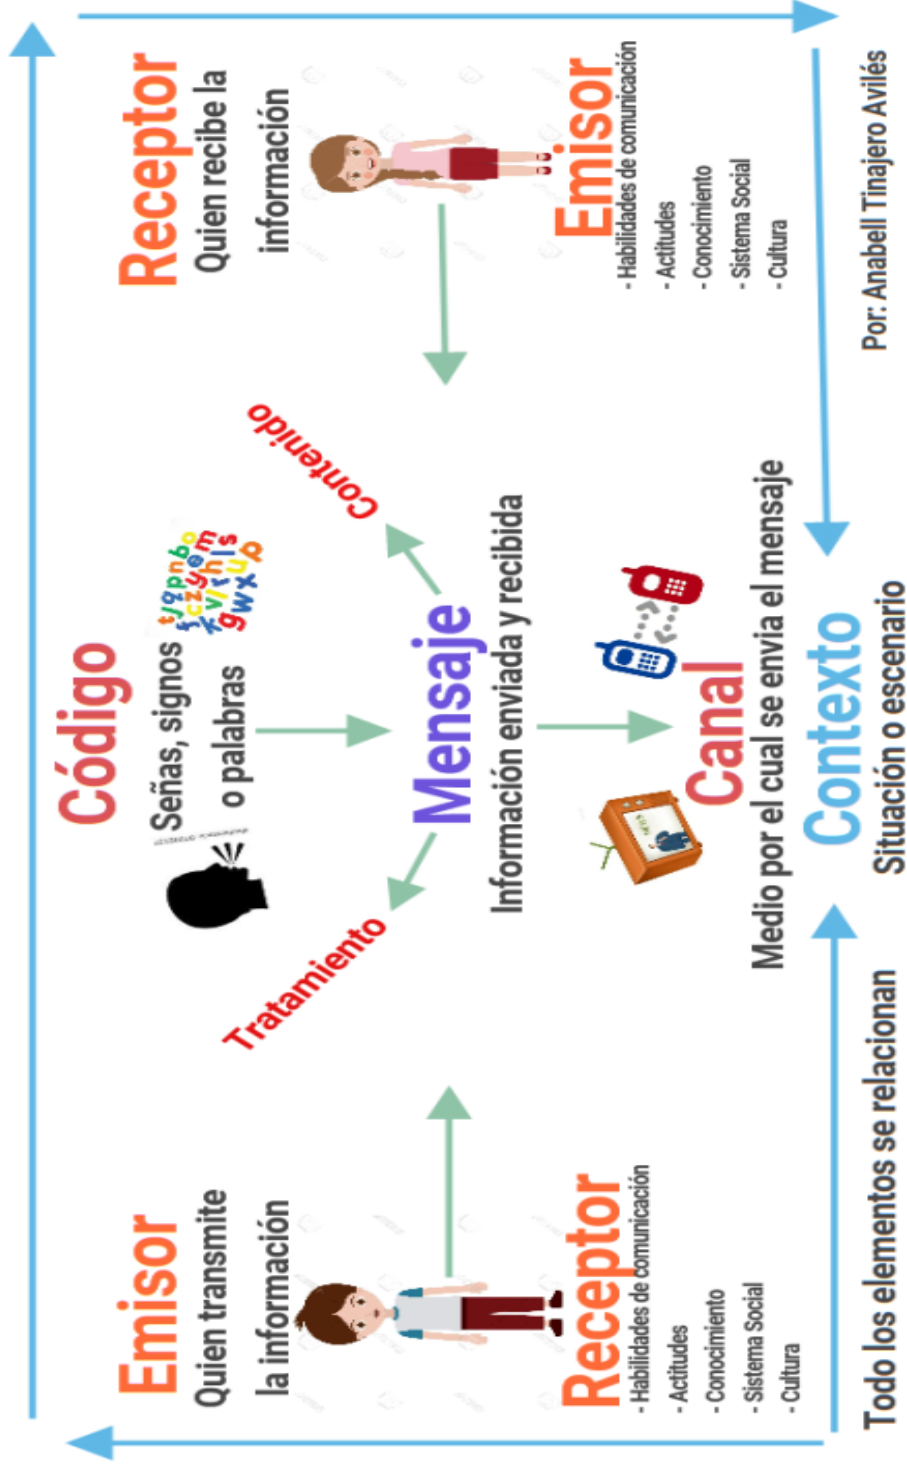 Código
Señas, signos
o palabras
Emisor
Quien transmite
la información
Receptor
Quien recibe la
información
Tratamiento
Contenido
Mensaje
Información enviada y recibida
Receptor
- Habilidades de comunicación
- Actitudes
- Conocimiento
- Sistema Social
- Cultura
Emisor
- Habilidades de comunicación
- Actitudes
- Conocimiento
- Sistema Social
- Cultura
Canal
Medio por el cual se envia el mensaje
Contexto
Situación o escenario
Todo los elementos se relacionan
Por: Anabell Tinajero Avilés